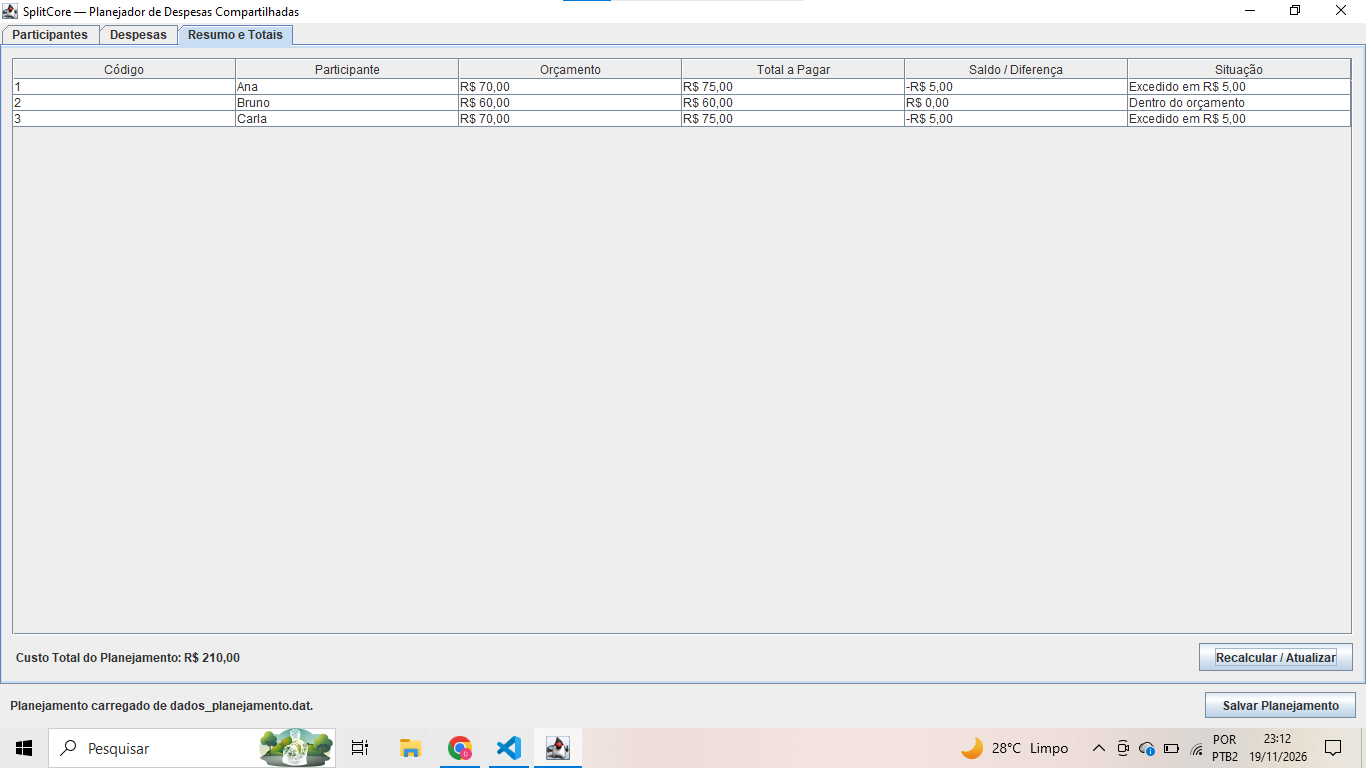 SplitCore — Planejador de Despesas Compartilhadas
Participantes Despesas Resumo e Totais
Código Participante Orçamento Total a Pagar Saldo / Diferença Situação
1 Ana R$ 70,00 R$ 75,00 -R$ 5,00 Excedido em R$ 5,00
2 Bruno R$ 60,00 R$ 60,00 R$ 0,00 Dentro do orçamento
3 Carla R$ 70,00 R$ 75,00 -R$ 5,00 Excedido em R$ 5,00
Custo Total do Planejamento: R$ 210,00 Recalcular / Atualizar
Planejamento carregado de dados_planejamento.dat. Salvar Planejamento
Pesquisar 28°C Limpo POR 23:12
PTB2 19/11/2026